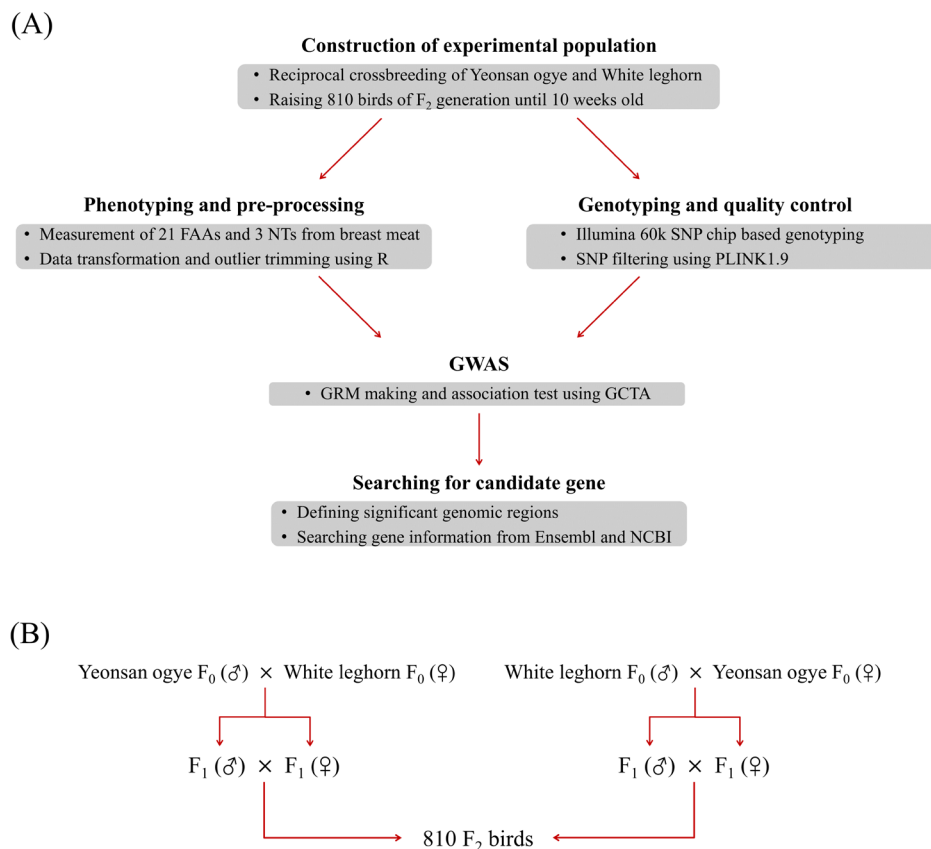 (A)
Construction of experimental population
• Reciprocal crossbreeding of Yeonsan ogye and White leghorn
• Raising 810 birds of F₂ generation until 10 weeks old
Phenotyping and pre-processing
• Measurement of 21 FAAs and 3 NTs from breast meat
• Data transformation and outlier trimming using R
Genotyping and quality control
• Illumina 60k SNP chip based genotyping
• SNP filtering using PLINK1.9
GWAS
• GRM making and association test using GCTA
Searching for candidate gene
• Defining significant genomic regions
• Searching gene information from Ensembl and NCBI
(B)
Yeonsan ogye F₀ (♂) × White leghorn F₀ (♀)
White leghorn F₀ (♂) × Yeonsan ogye F₀ (♀)
F₁ (♂) × F₁ (♀)
F₁ (♂) × F₁ (♀)
810 F₂ birds